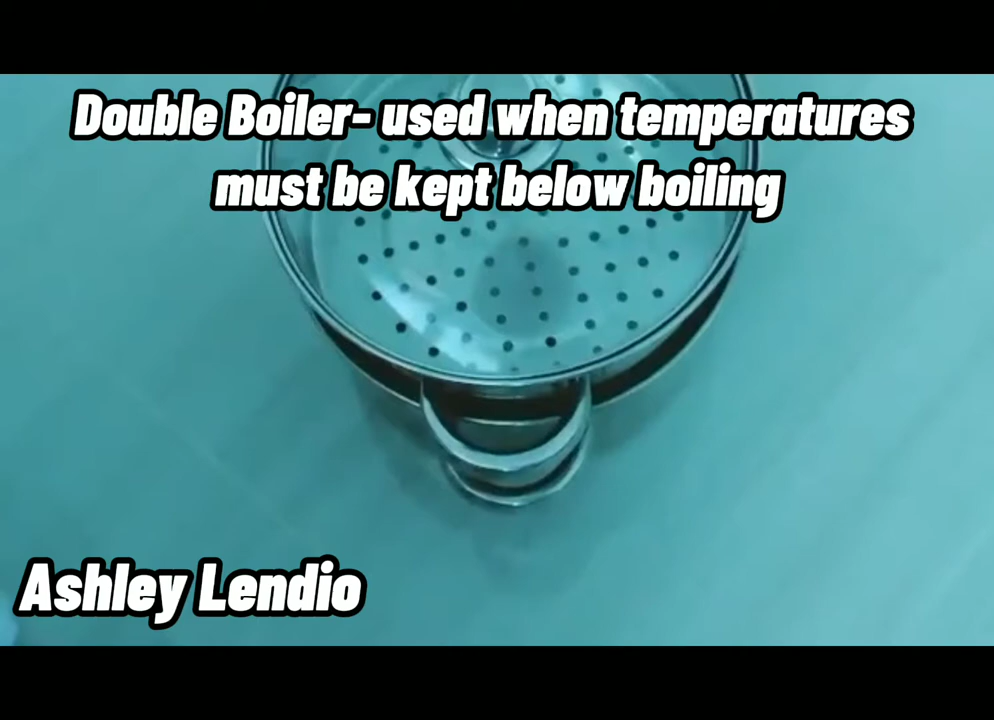 Double Boiler- used when temperatures
must be kept below boiling
Ashley Lendio